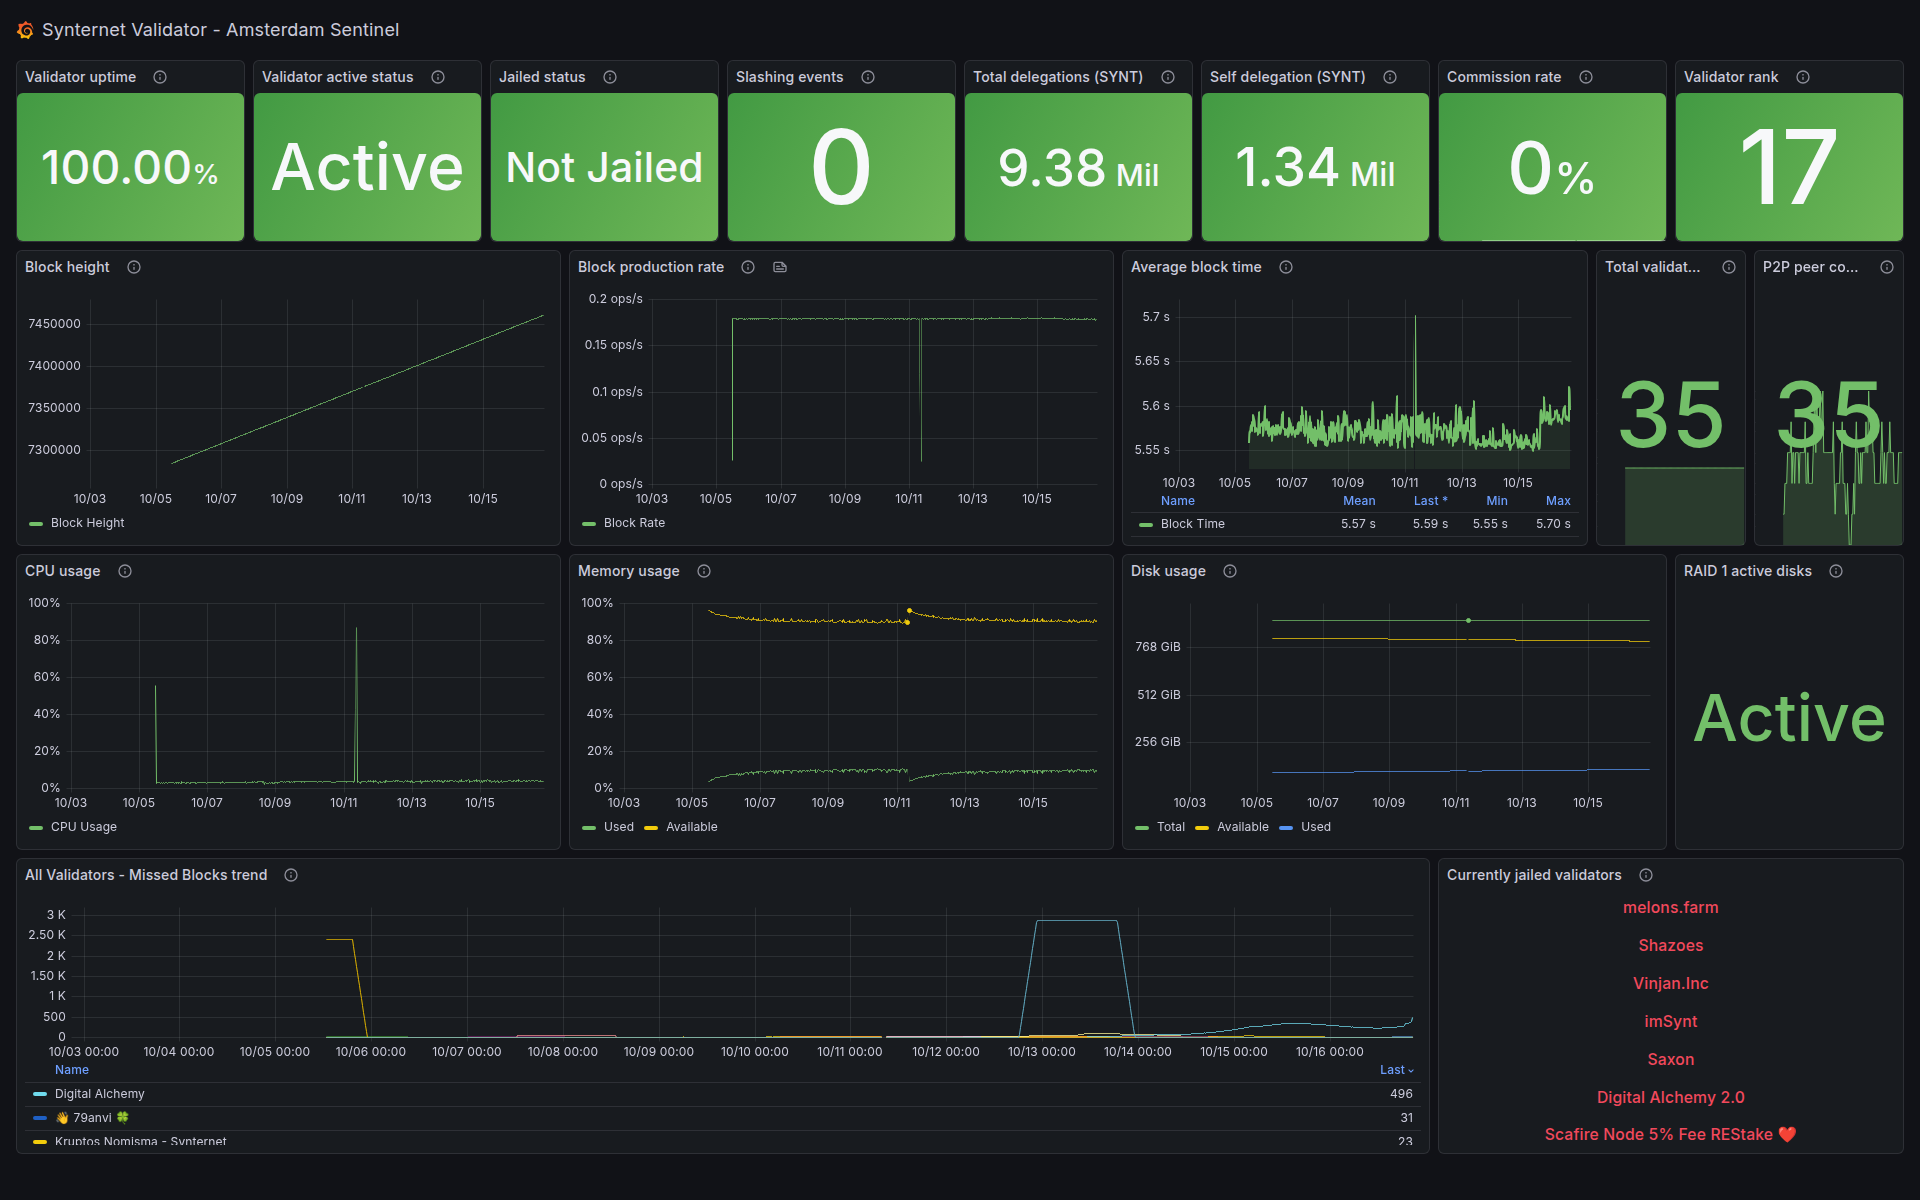 Synternet Validator - Amsterdam Sentinel
Validator uptime
Validator active status
Jailed status
Slashing events
Total delegations (SYNT)
Self delegation (SYNT)
Commission rate
Validator rank
100.00%
Active
Not Jailed
0
9.38 Mil
1.34 Mil
0%
17
Block height
7450000
7400000
7350000
7300000
10/03 10/05 10/07 10/09 10/11 10/13 10/15
Block Height
Block production rate
0.2 ops/s
0.15 ops/s
0.1 ops/s
0.05 ops/s
0 ops/s
10/03 10/05 10/07 10/09 10/11 10/13 10/15
Block Rate
Average block time
5.7 s
5.65 s
5.6 s
5.55 s
10/03 10/05 10/07 10/09 10/11 10/13 10/15
Name Mean Last * Min Max
Block Time 5.57 s 5.59 s 5.55 s 5.70 s
Total validat...
35
P2P peer co...
35
CPU usage
100%
80%
60%
40%
20%
0%
10/03 10/05 10/07 10/09 10/11 10/13 10/15
CPU Usage
Memory usage
100%
80%
60%
40%
20%
0%
10/03 10/05 10/07 10/09 10/11 10/13 10/15
Used Available
Disk usage
768 GiB
512 GiB
256 GiB
10/03 10/05 10/07 10/09 10/11 10/13 10/15
Total Available Used
RAID 1 active disks
Active
All Validators - Missed Blocks trend
3 K
2.50 K
2 K
1.50 K
1 K
500
0
10/03 00:00 10/04 00:00 10/05 00:00 10/06 00:00 10/07 00:00 10/08 00:00 10/09 00:00 10/10 00:00 10/11 00:00 10/12 00:00 10/13 00:00 10/14 00:00 10/15 00:00 10/16 00:00
Name Last
Digital Alchemy 496
👋 79anvi 🍀 31
Kruptos Nomisma - Synternet 23
Currently jailed validators
melons.farm
Shazoes
Vinjan.Inc
imSynt
Saxon
Digital Alchemy 2.0
Scafire Node 5% Fee REStake ❤️